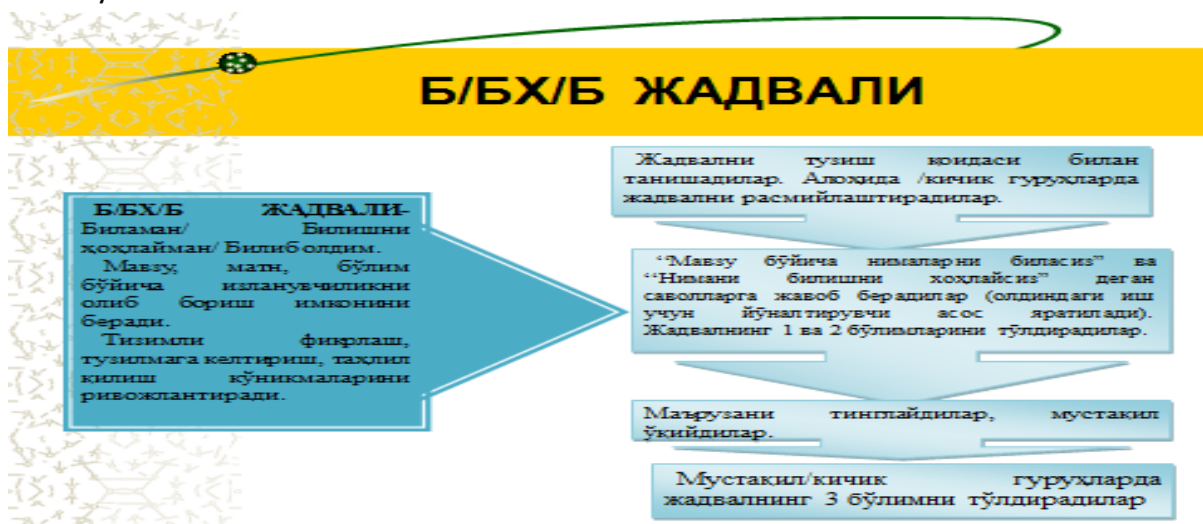 Б/БХ/Б ЖАДВАЛИ
Б/БХ/Б ЖАДВАЛИ-
Биламан/ Билишни
ҳоҳлайман/ Билиб олдим.
Мавзу, матн, бўлим
бўйича изланувчиликни
олиб бориш имконини
беради.
Тизимли фикрлаш,
тузилмага келтириш, таҳлил
қилиш кўникмаларини
ривожлантиради.
Жадвални тузиш қоидаси билан
танишадилар. Алоҳида /кичик гуруҳларда
жадвални расмийлаштирадилар.
“Мавзу бўйича нималарни биласиз” ва
“Нимани билишни хоҳлайсиз” деган
саволларга жавоб берадилар (олдиндаги иш
учун йўналтирувчи асос яратилади).
Жадвалнинг 1 ва 2 бўлимларини тўлдирадилар.
Маърузани тинглайдилар, мустақил
ўқийдилар.
Мустақил/кичик гуруҳларда
жадвалнинг 3 бўлимни тўлдирадилар